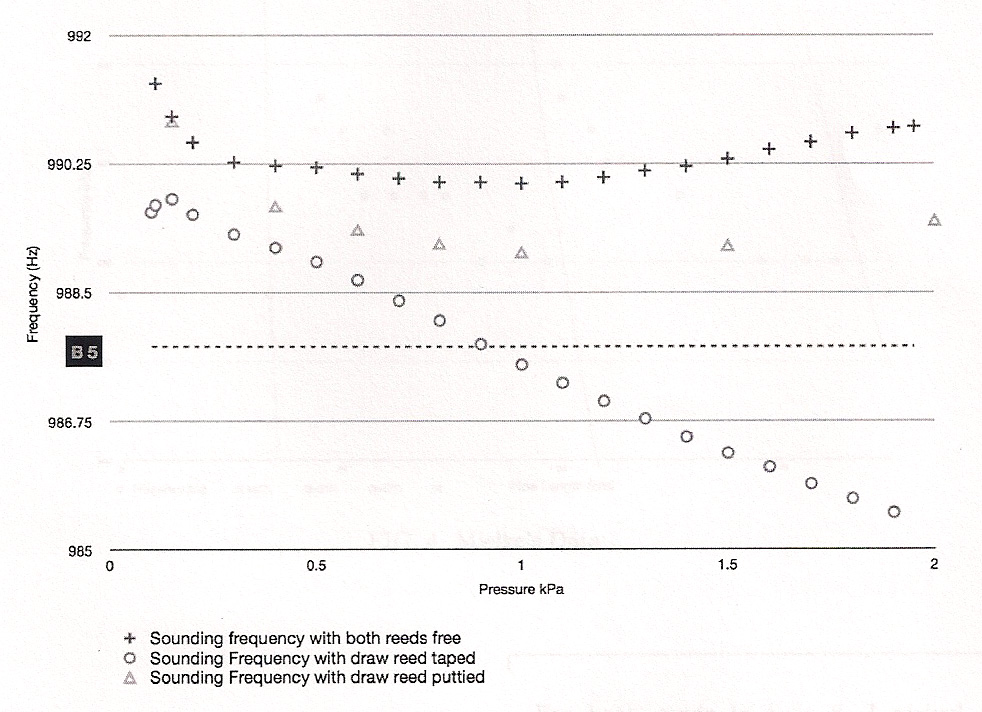 992
990.25
988.5
B 5
986.75
985
Frequency (Hz)
0 0.5 1 1.5 2
Pressure kPa
Sounding frequency with both reeds free
Sounding Frequency with draw reed taped
Sounding Frequency with draw reed puttied